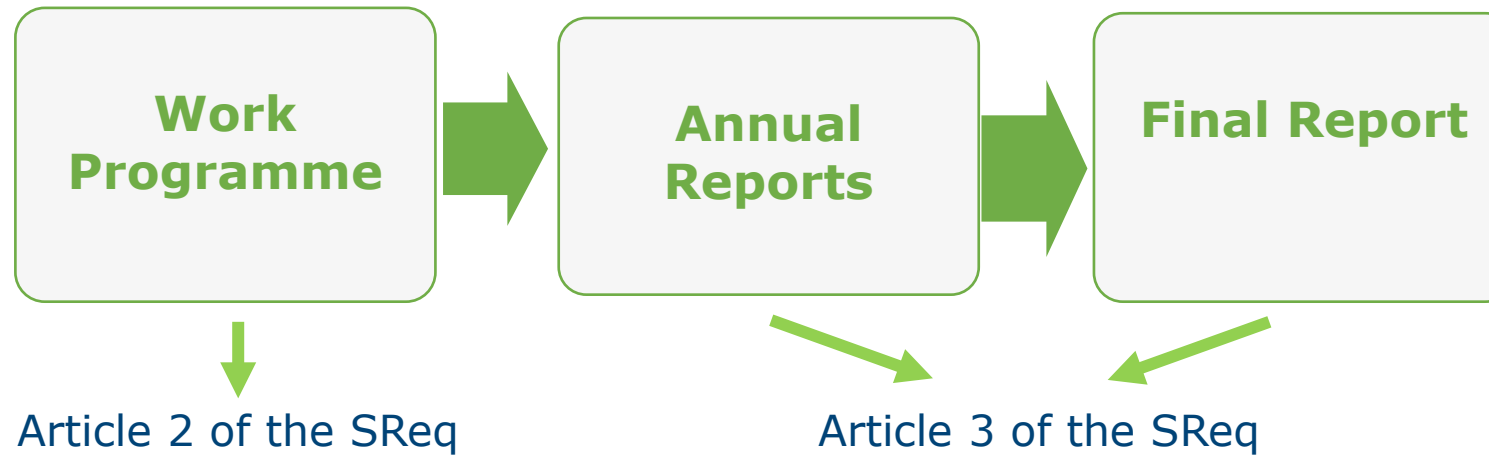 Work
Programme
Annual
Reports
Final Report
Article 2 of the SReq
Article 3 of the SReq